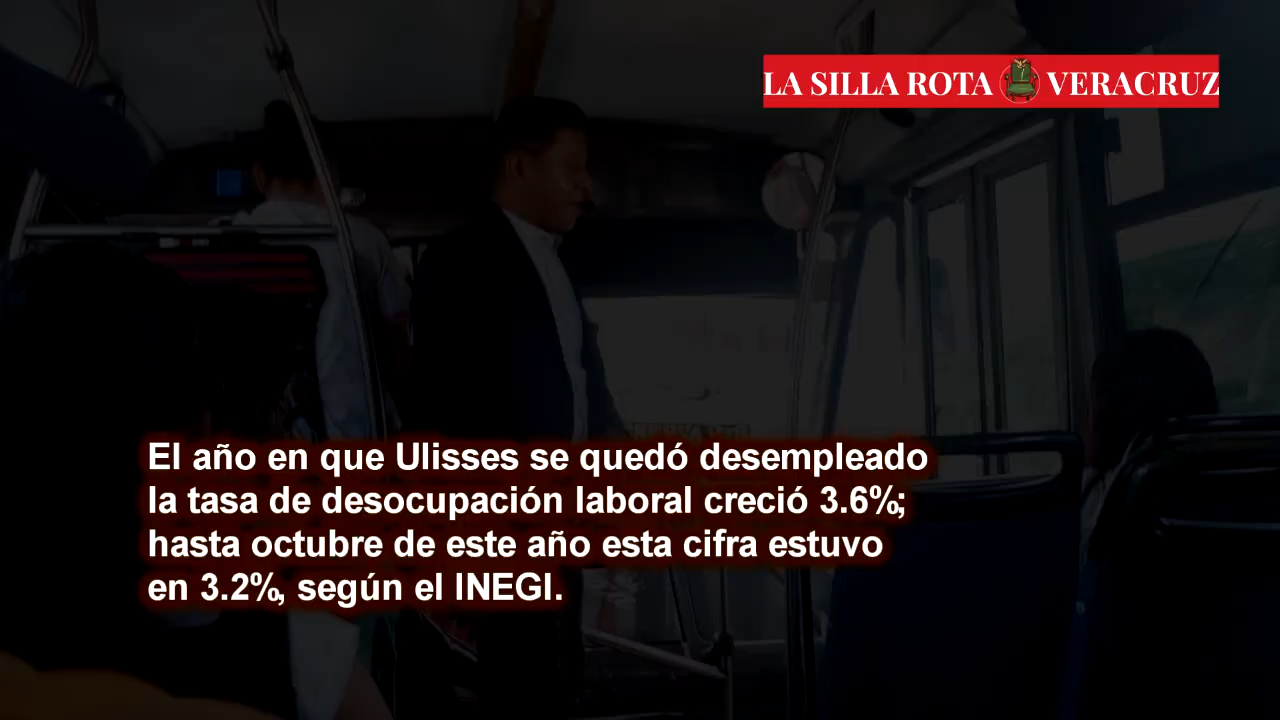 LA SILLA ROTA VERACRUZ
El año en que Ulisses se quedó desempleado
la tasa de desocupación laboral creció 3.6%;
hasta octubre de este año esta cifra estuvo
en 3.2%, según el INEGI.